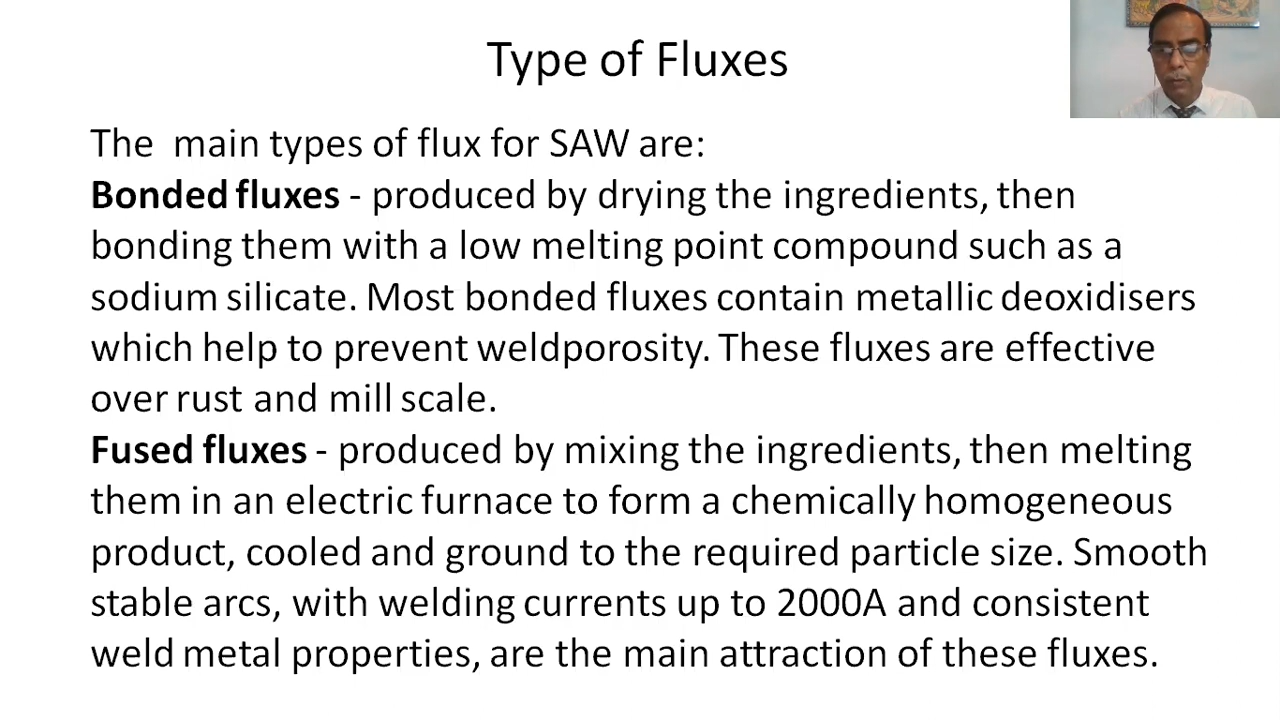 Type of Fluxes
The main types of flux for SAW are:
Bonded fluxes - produced by drying the ingredients, then
bonding them with a low melting point compound such as a
sodium silicate. Most bonded fluxes contain metallic deoxidisers
which help to prevent weldporosity. These fluxes are effective
over rust and mill scale.
Fused fluxes - produced by mixing the ingredients, then melting
them in an electric furnace to form a chemically homogeneous
product, cooled and ground to the required particle size. Smooth
stable arcs, with welding currents up to 2000A and consistent
weld metal properties, are the main attraction of these fluxes.